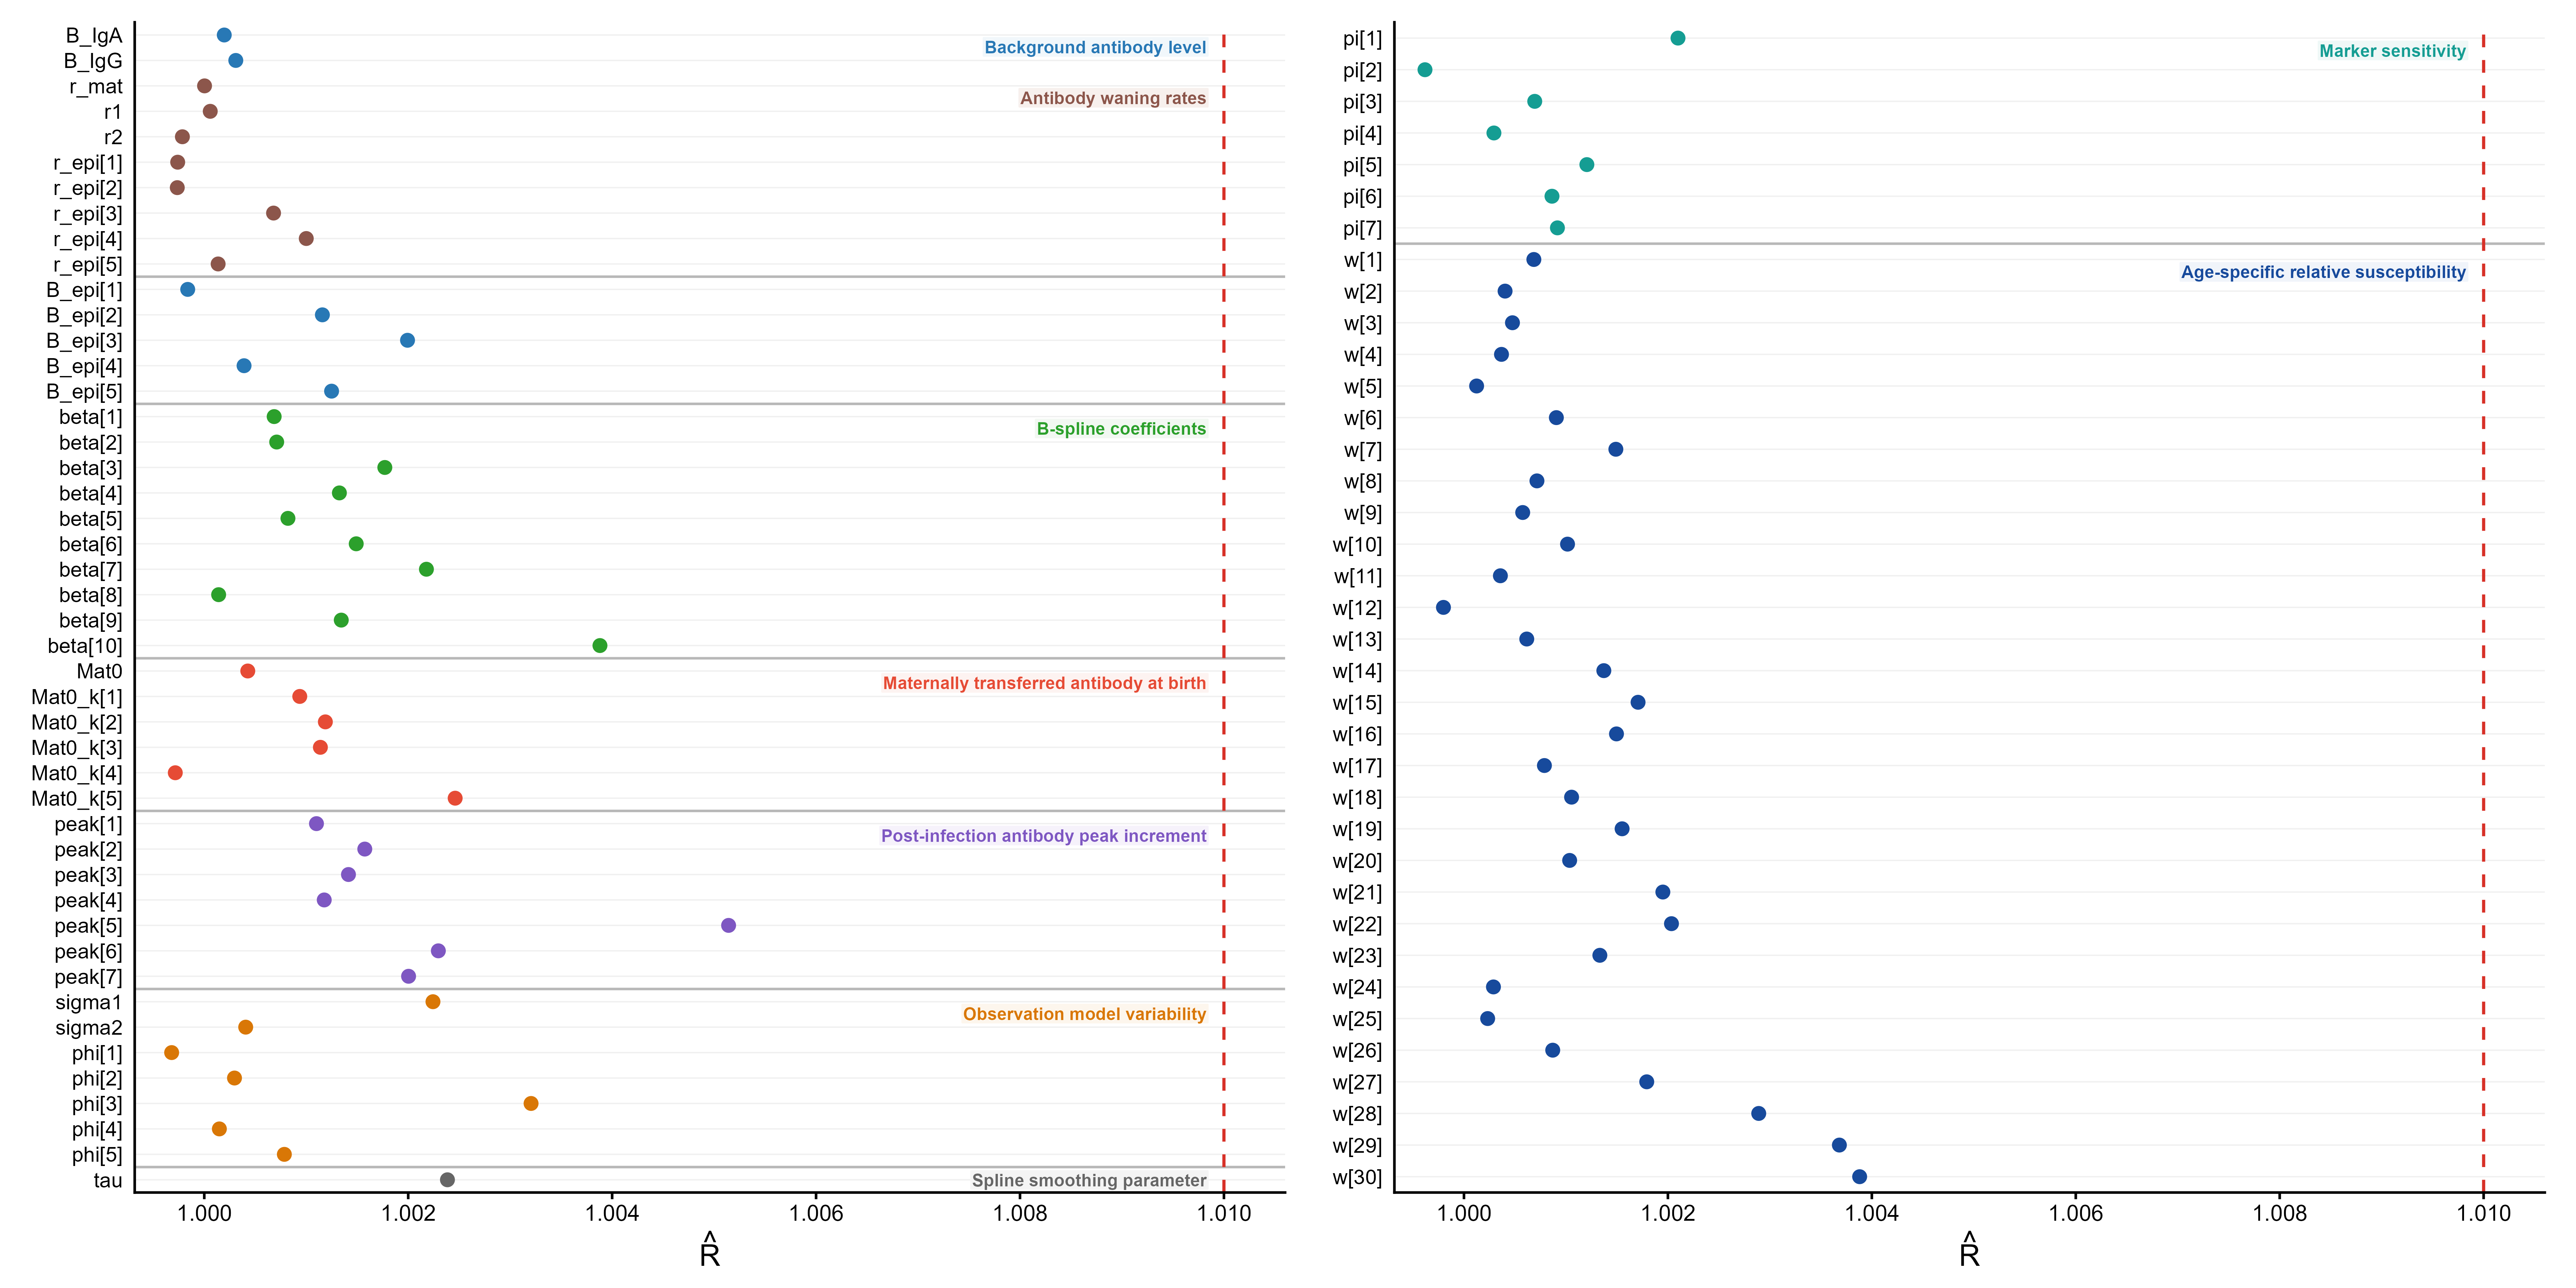 B_IgA
B_IgG
r_mat
r1
r2
r_epi[1]
r_epi[2]
r_epi[3]
r_epi[4]
r_epi[5]
B_epi[1]
B_epi[2]
B_epi[3]
B_epi[4]
B_epi[5]
beta[1]
beta[2]
beta[3]
beta[4]
beta[5]
beta[6]
beta[7]
beta[8]
beta[9]
beta[10]
Mat0
Mat0_k[1]
Mat0_k[2]
Mat0_k[3]
Mat0_k[4]
Mat0_k[5]
peak[1]
peak[2]
peak[3]
peak[4]
peak[5]
peak[6]
peak[7]
sigma1
sigma2
phi[1]
phi[2]
phi[3]
phi[4]
phi[5]
tau
Background antibody level
Antibody waning rates
B-spline coefficients
Maternally transferred antibody at birth
Post-infection antibody peak increment
Observation model variability
Spline smoothing parameter
1.000 1.002 1.004 1.006 1.008 1.010
R̂
pi[1]
pi[2]
pi[3]
pi[4]
pi[5]
pi[6]
pi[7]
w[1]
w[2]
w[3]
w[4]
w[5]
w[6]
w[7]
w[8]
w[9]
w[10]
w[11]
w[12]
w[13]
w[14]
w[15]
w[16]
w[17]
w[18]
w[19]
w[20]
w[21]
w[22]
w[23]
w[24]
w[25]
w[26]
w[27]
w[28]
w[29]
w[30]
Marker sensitivity
Age-specific relative susceptibility
1.000 1.002 1.004 1.006 1.008 1.010
R̂